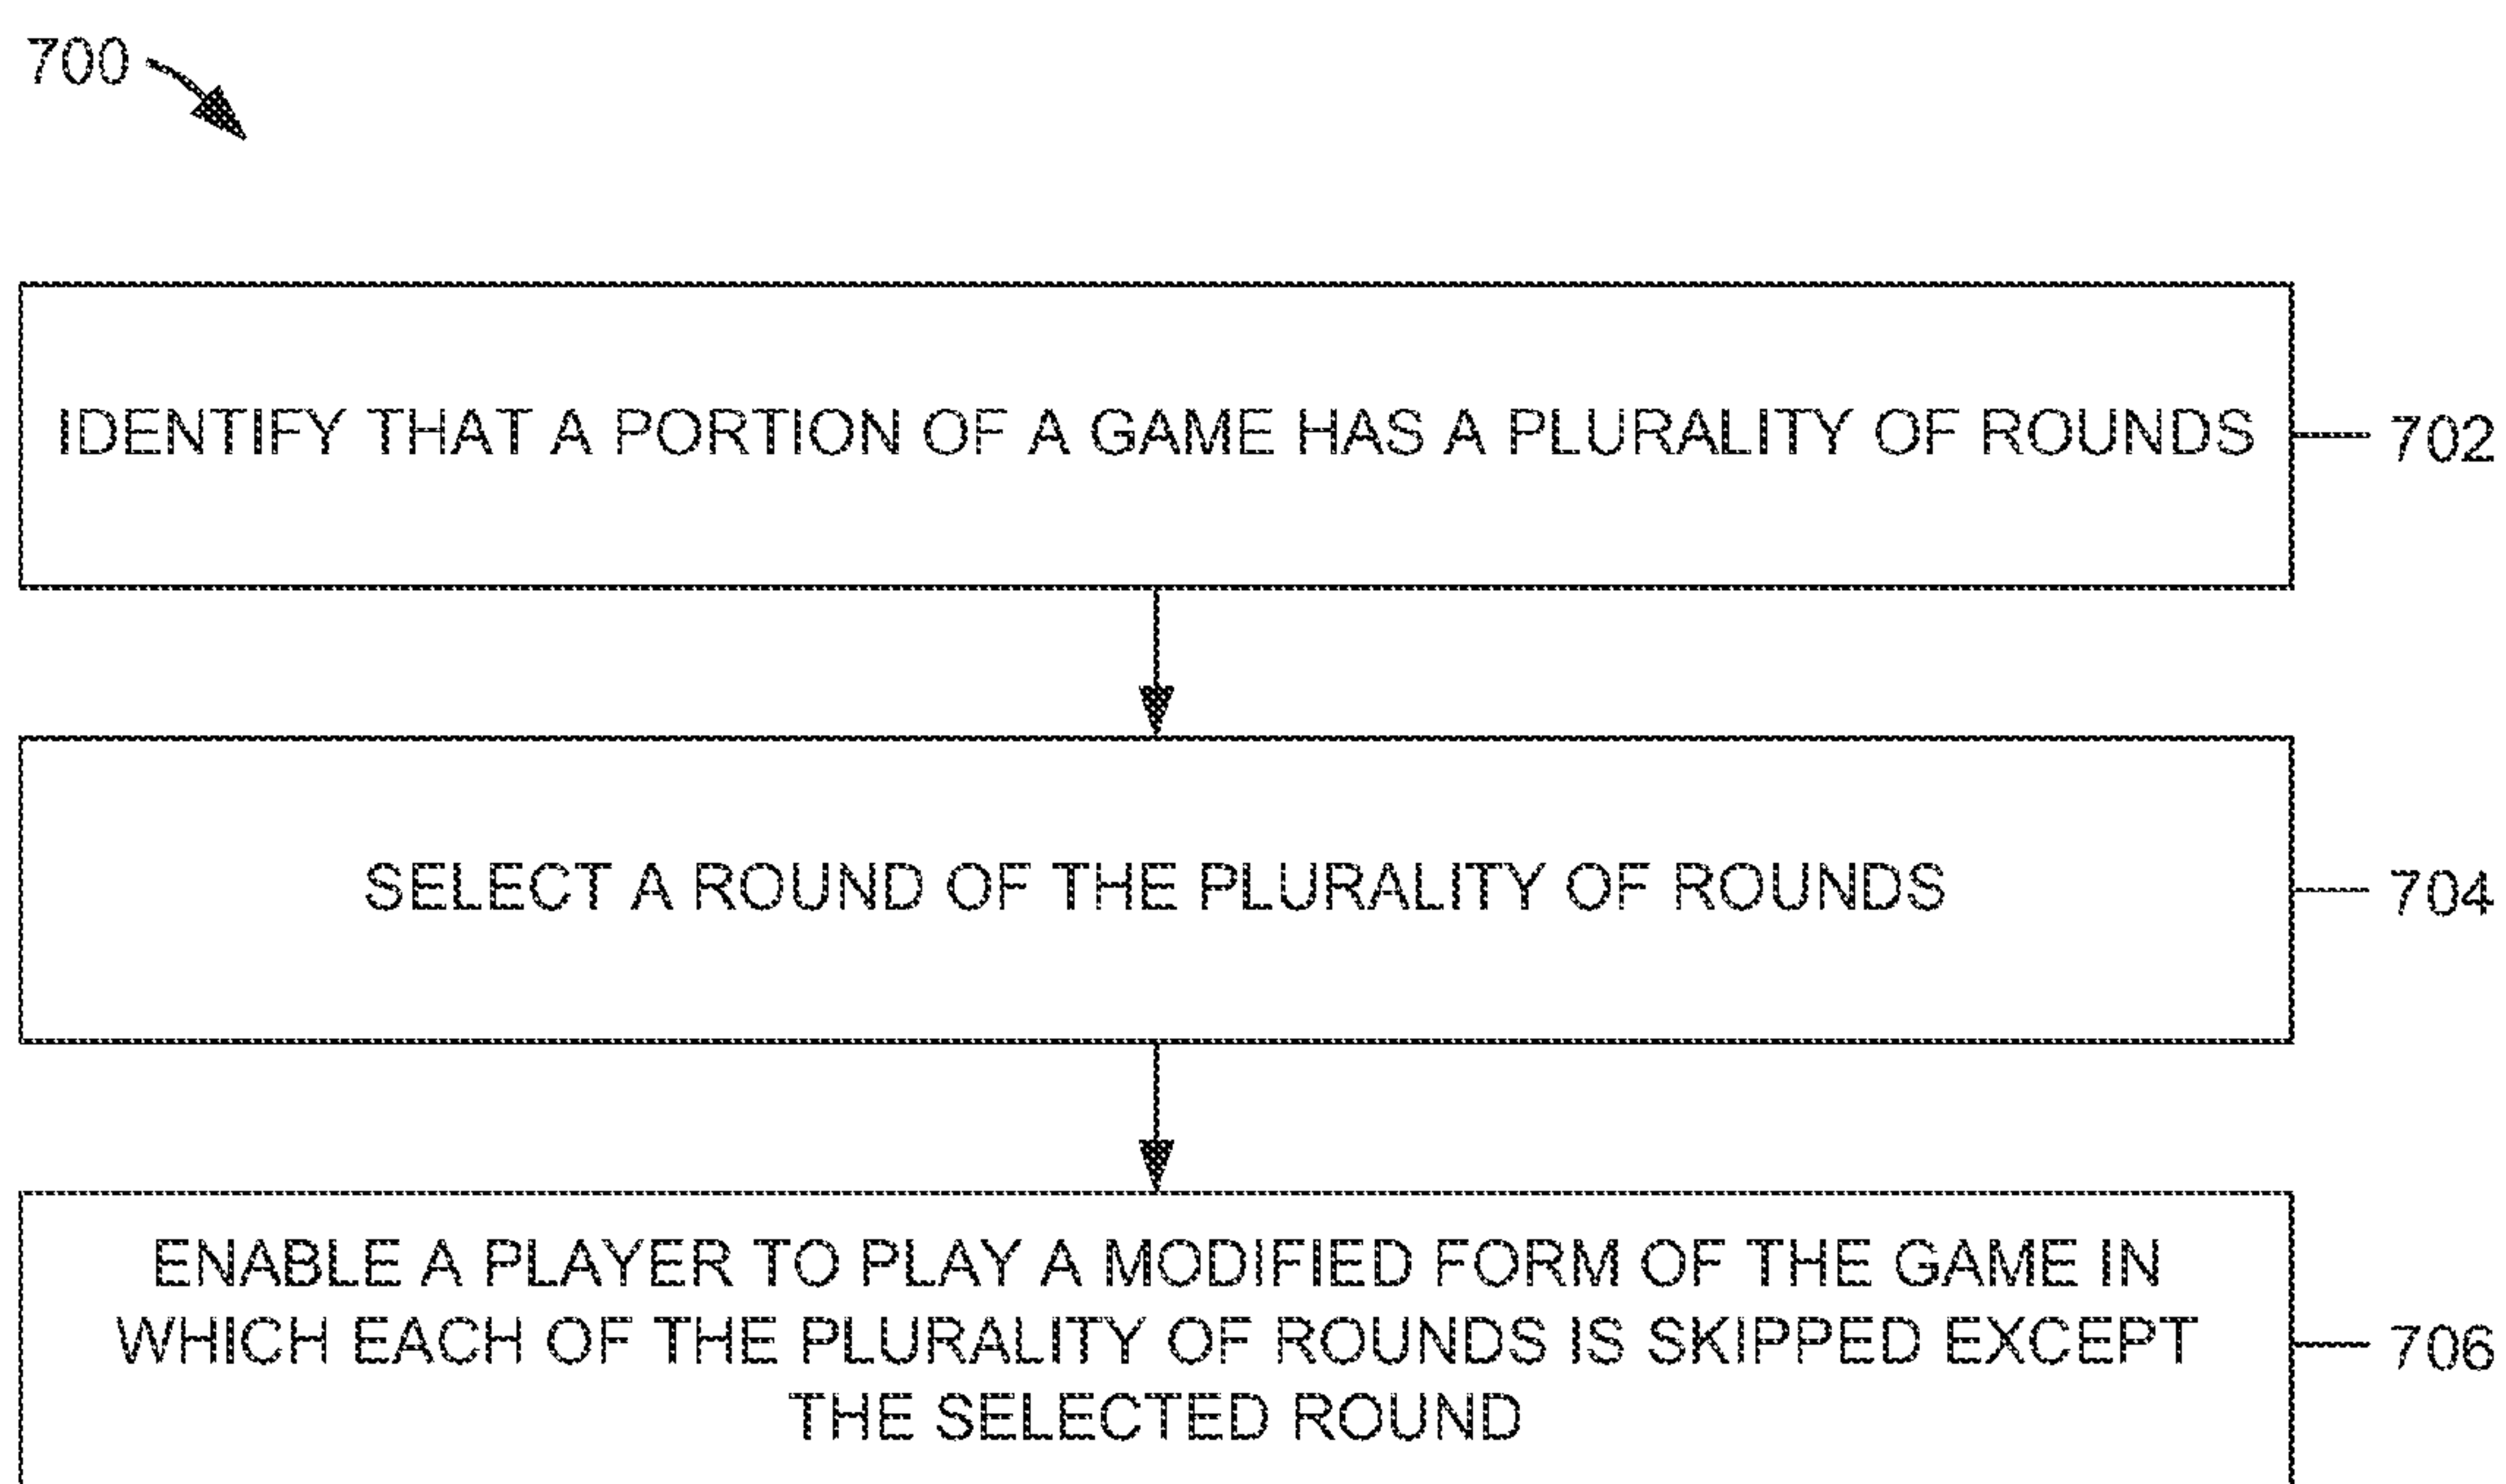 700
IDENTIFY THAT A PORTION OF A GAME HAS A PLURALITY OF ROUNDS
702
SELECT A ROUND OF THE PLURALITY OF ROUNDS
704
ENABLE A PLAYER TO PLAY A MODIFIED FORM OF THE GAME IN
WHICH EACH OF THE PLURALITY OF ROUNDS IS SKIPPED EXCEPT
THE SELECTED ROUND
706